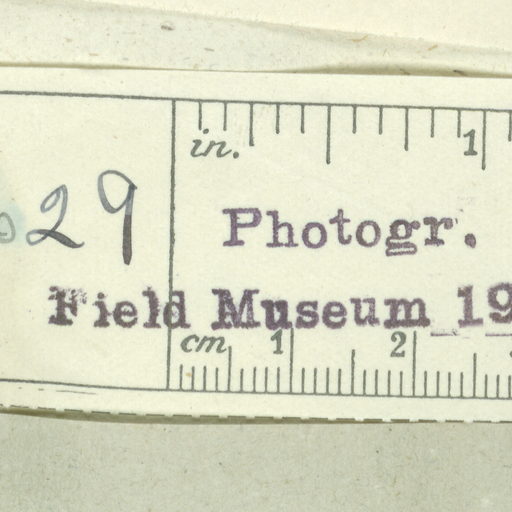 in. 1
29
Photogr.
Field Museum 19
cm 1 2